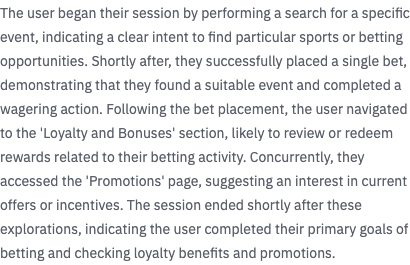 The user began their session by performing a search for a specific
event, indicating a clear intent to find particular sports or betting
opportunities. Shortly after, they successfully placed a single bet,
demonstrating that they found a suitable event and completed a
wagering action. Following the bet placement, the user navigated
to the 'Loyalty and Bonuses' section, likely to review or redeem
rewards related to their betting activity. Concurrently, they
accessed the 'Promotions' page, suggesting an interest in current
offers or incentives. The session ended shortly after these
explorations, indicating the user completed their primary goals of
betting and checking loyalty benefits and promotions.